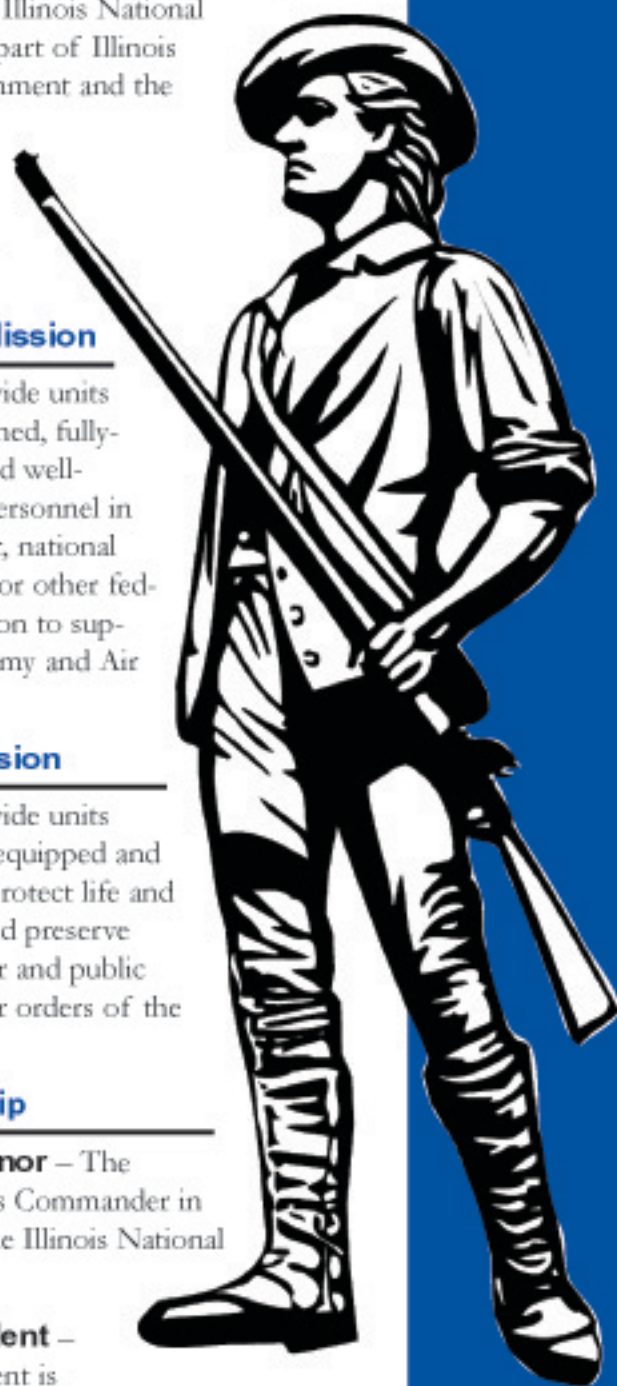 Illinois National
part of Illinois
nment and the
ission
vide units
ned, fully-
d well-
ersonnel in
r, national
or other fed-
on to sup-
my and Air
sion
vide units
equipped and
rotect life and
d preserve
r and public
r orders of the
ip
nor – The
s Commander in
e Illinois National
lent –
ent is